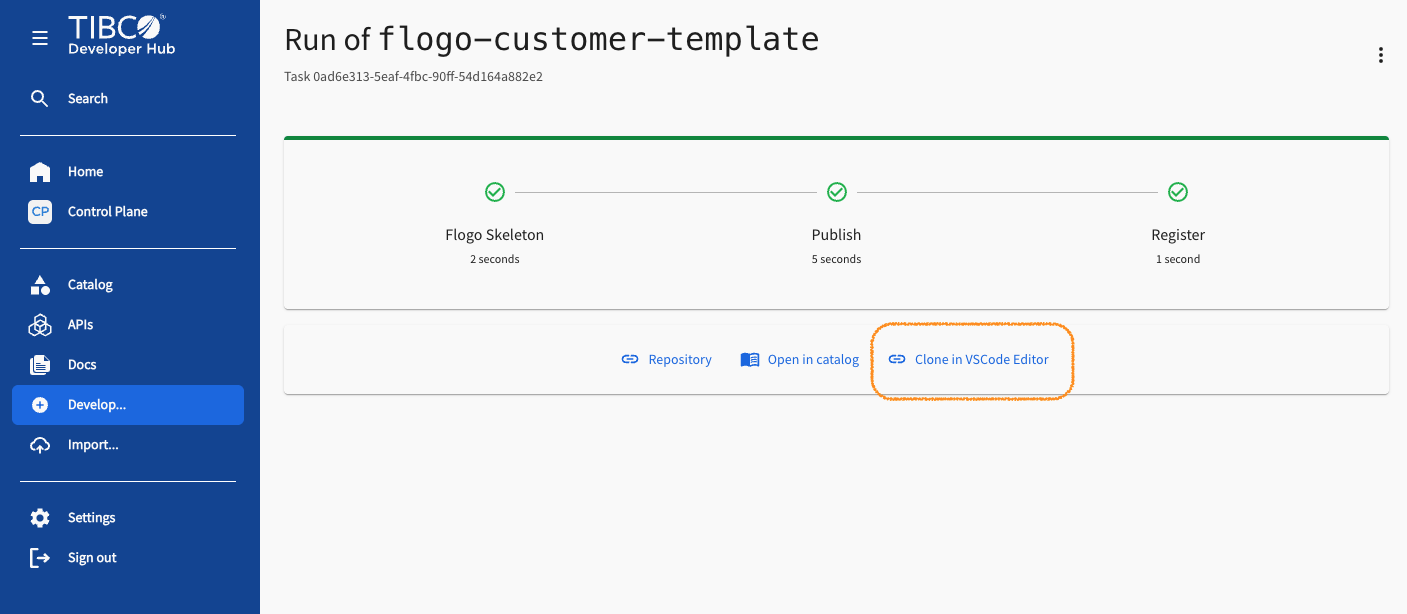 TIBCO®
Developer Hub
Search
Home
CP Control Plane
Catalog
APIs
Docs
Develop...
Import...
Settings
Sign out
Run of flogo-customer-template
Task 0ad6e313-5eaf-4fbc-90ff-54d164a882e2
Flogo Skeleton
2 seconds
Publish
5 seconds
Register
1 second
Repository
Open in catalog
Clone in VSCode Editor